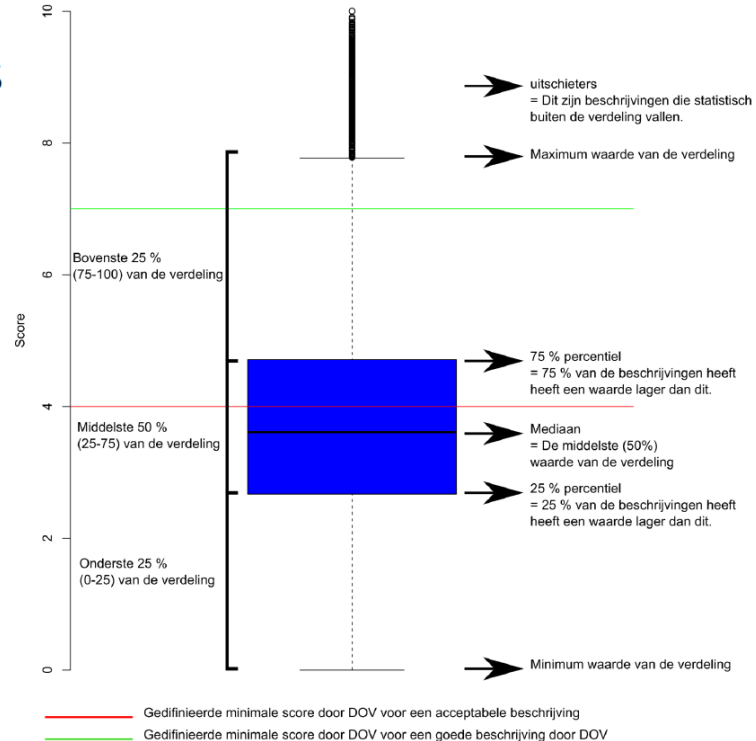 10
8
6
4
2
0
Score
uitschieters
= Dit zijn beschrijvingen die statistisch
buiten de verdeling vallen.
Maximum waarde van de verdeling
Bovenste 25 %
(75-100) van de verdeling
75 % percentiel
= 75 % van de beschrijvingen heeft
heeft een waarde lager dan dit.
Middelste 50 %
(25-75) van de verdeling
Mediaan
= De middelste (50%)
waarde van de verdeling
25 % percentiel
= 25 % van de beschrijvingen heeft
heeft een waarde lager dan dit.
Onderste 25 %
(0-25) van de verdeling
Minimum waarde van de verdeling
Gedifinieerde minimale score door DOV voor een acceptabele beschrijving
Gedifinieerde minimale score door DOV voor een goede beschrijving door DOV